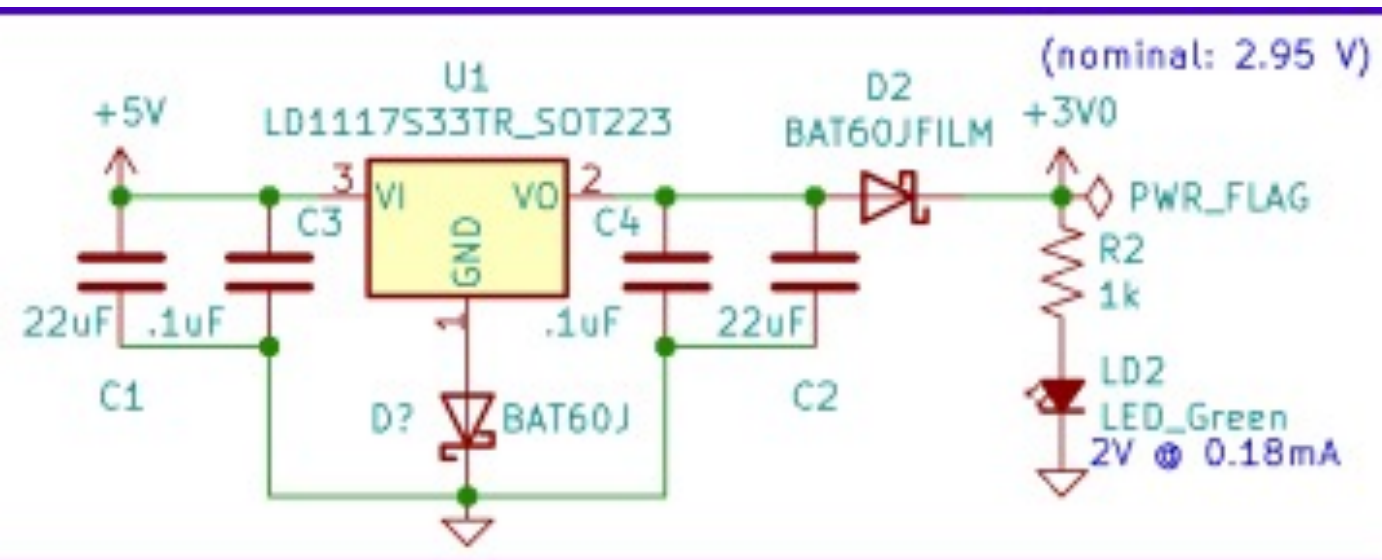 (nominal: 2.95 V)
+5V
U1
LD1117S33TR_SOT223
D2
BAT60JFILM
+3V0
3
VI
VO
2
GND
1
C3
C4
PWR_FLAG
R2
1k
22uF
.1uF
.1uF
22uF
C1
D?
BAT60J
C2
LD2
LED_Green
2V @ 0.18mA